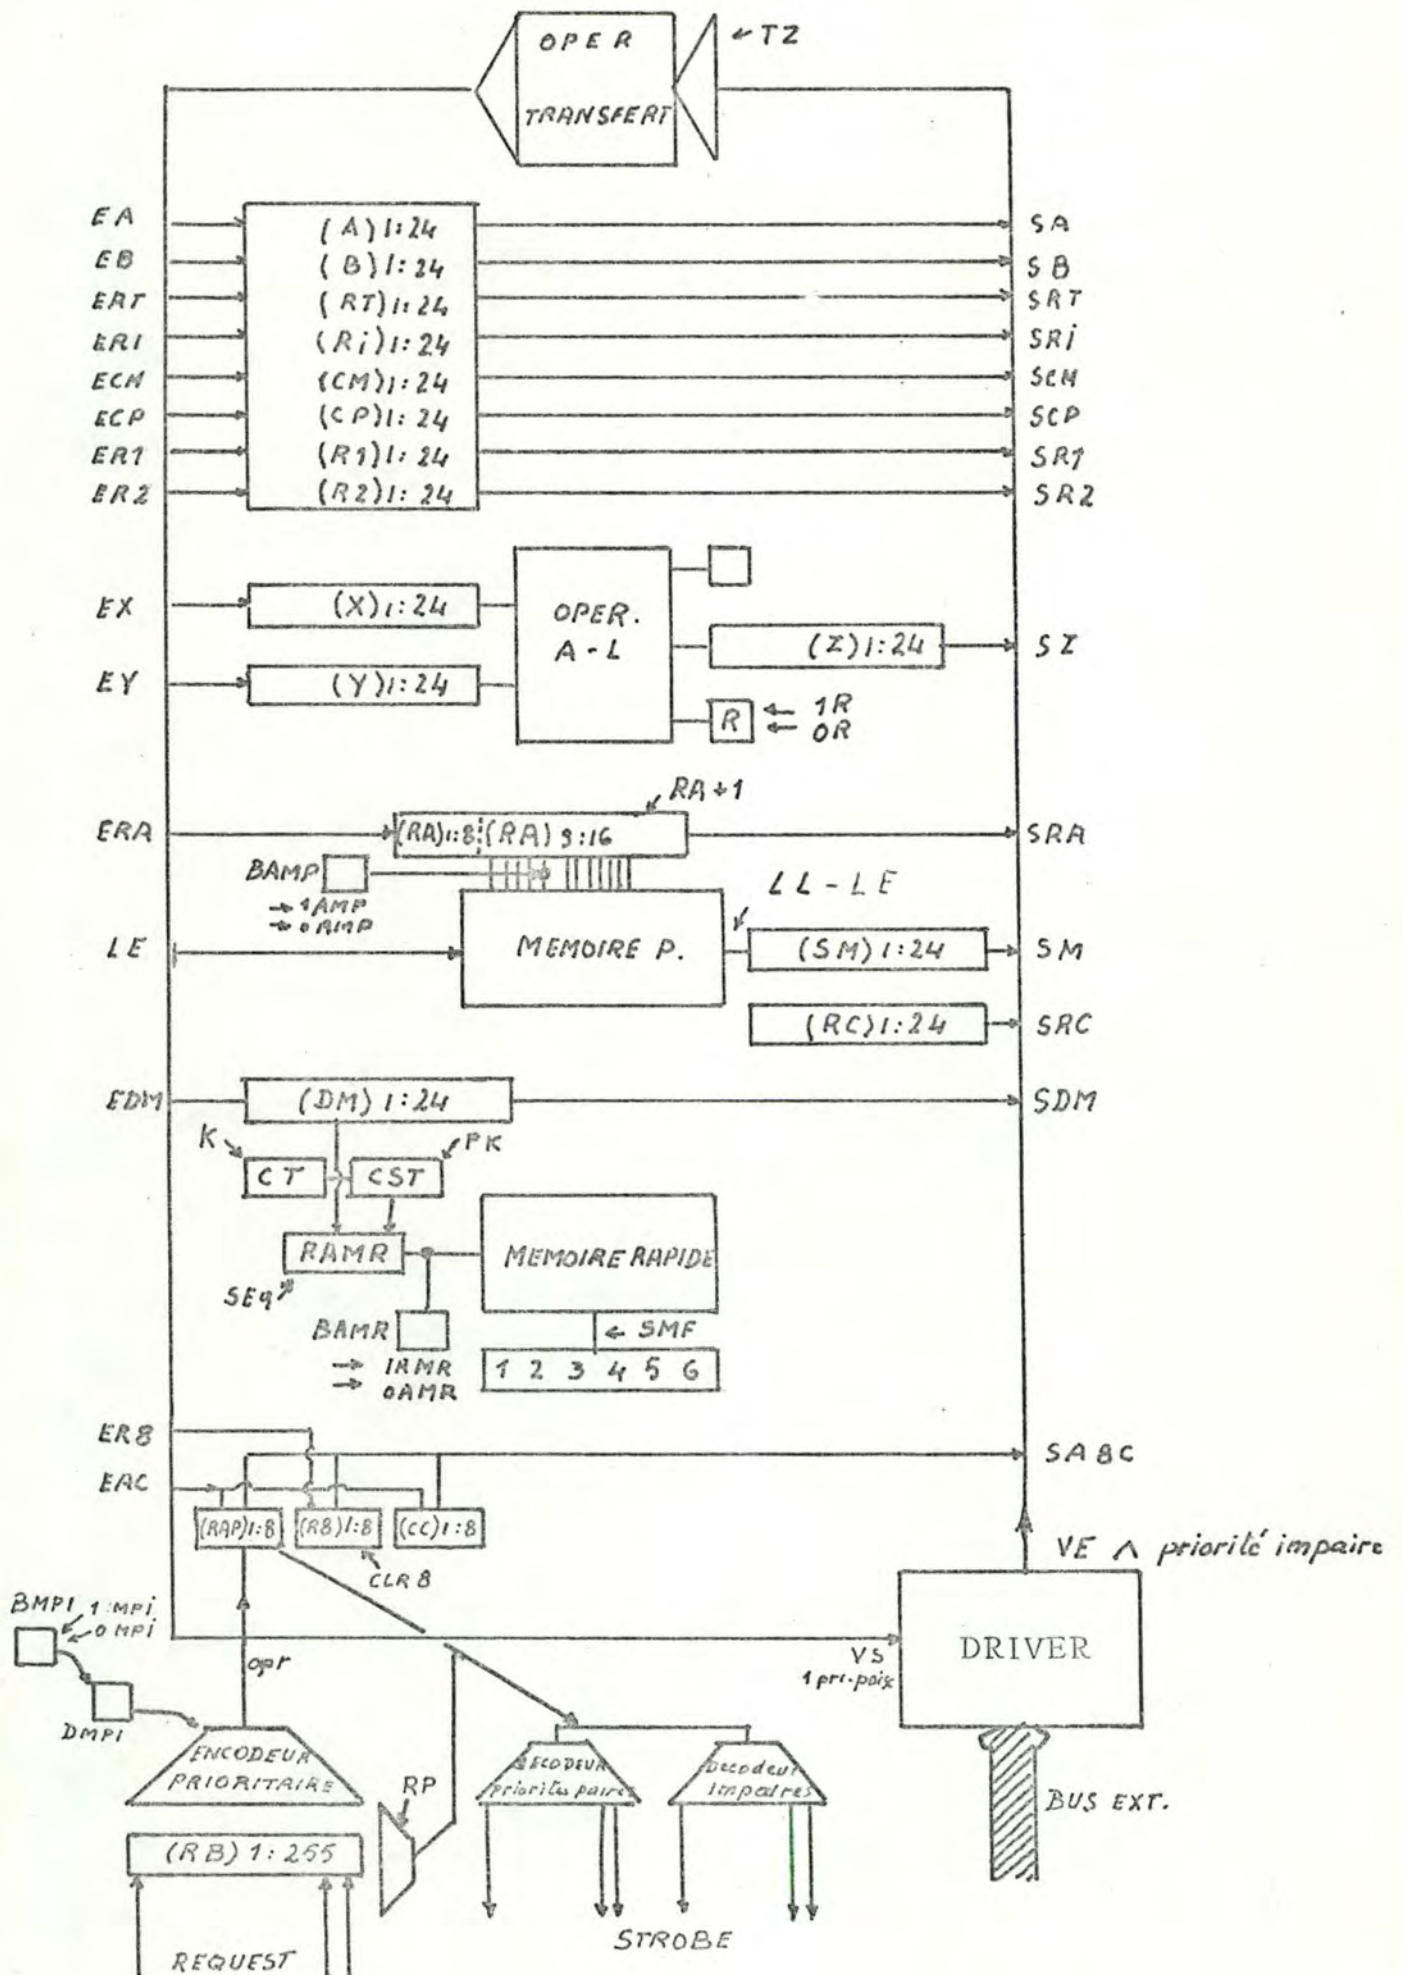 OPER
TRANSFERT
TZ
EA
(A)1:24
SA
EB
(B)1:24
SB
ERT
(RT)1:24
SRT
ERI
(Ri)1:24
SRi
ECM
(CM)1:24
SCM
ECP
(CP)1:24
SCP
ER1
(R1)1:24
SR1
ER2
(R2)1:24
SR2
EX
(X)1:24
OPER.
A-L
(Z)1:24
SZ
EY
(Y)1:24
R
1R
0R
RA+1
ERA
(RA)1:8
(RA)9:16
SRA
BAMP
1AMP
0AMP
LL-LE
LE
MEMOIRE P.
(SM)1:24
SM
(RC)1:24
SRC
EDM
(DM)1:24
SDM
K
PK
CT
CST
RAMR
MEMOIRE RAPIDE
SEq
BAMR
1AMR
0AMR
SMF
1 2 3 4 5 6
ER8
SA8C
EAC
(RAP)1:8
(R8)1:8
(CC)1:8
CLR8
VE Λ priorité impaire
BMPI
1 MPi
0 MPi
opr
VS
DRIVER
DMPI
ENCODEUR
PRIORITAIRE
RP
DECODEUR
priorites paires
Decodeur
impaires
BUS EXT.
(RB)1:255
STROBE
REQUEST